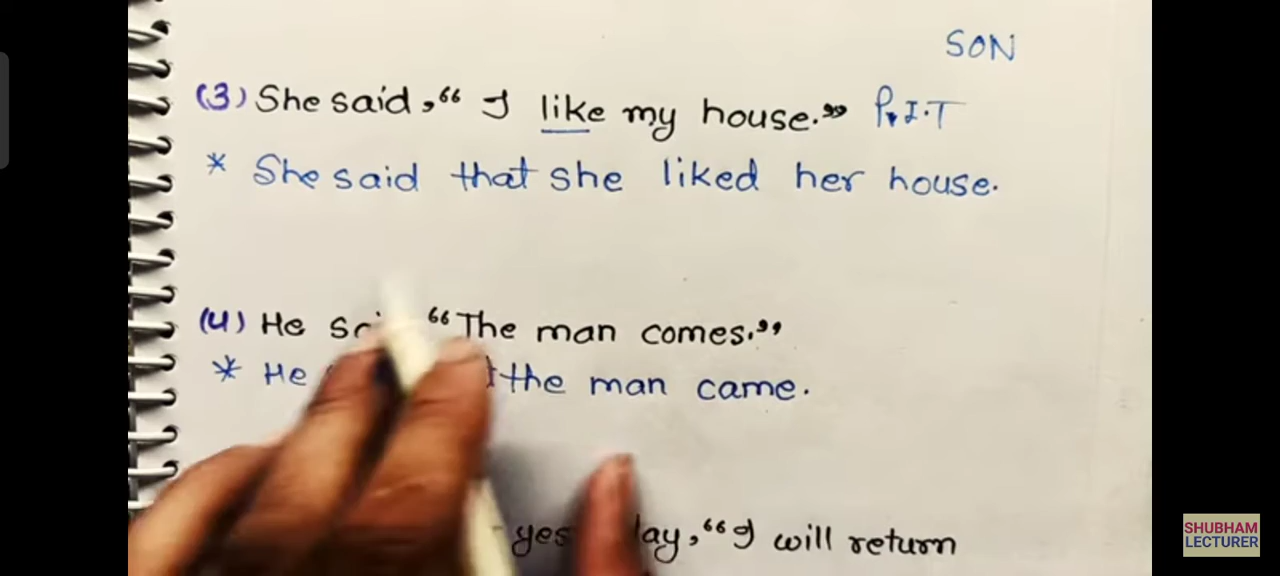 SON
(3) She said, “I like my house.” Pr.I.T
* She said that she liked her house.
(4) He “The man comes.”
* He the man came.
“I will return
SHUBHAM
LECTURER